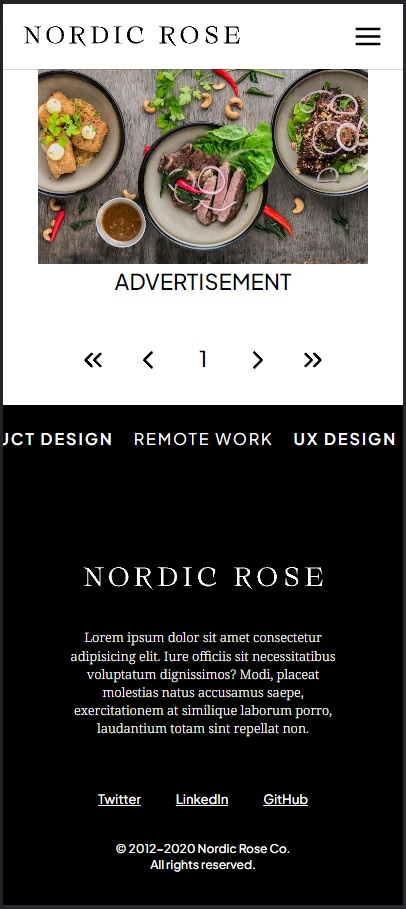 NORDIC ROSE
ADVERTISEMENT
1
UCT DESIGN REMOTE WORK UX DESIGN
NORDIC ROSE
Lorem ipsum dolor sit amet consectetur
adipisicing elit. Iure officiis sit necessitatibus
voluptatum dignissimos? Modi, placeat
molestias natus accusamus saepe,
exercitationem at similique laborum porro,
laudantium totam sint repellat non.
Twitter LinkedIn GitHub
© 2012–2020 Nordic Rose Co.
All rights reserved.